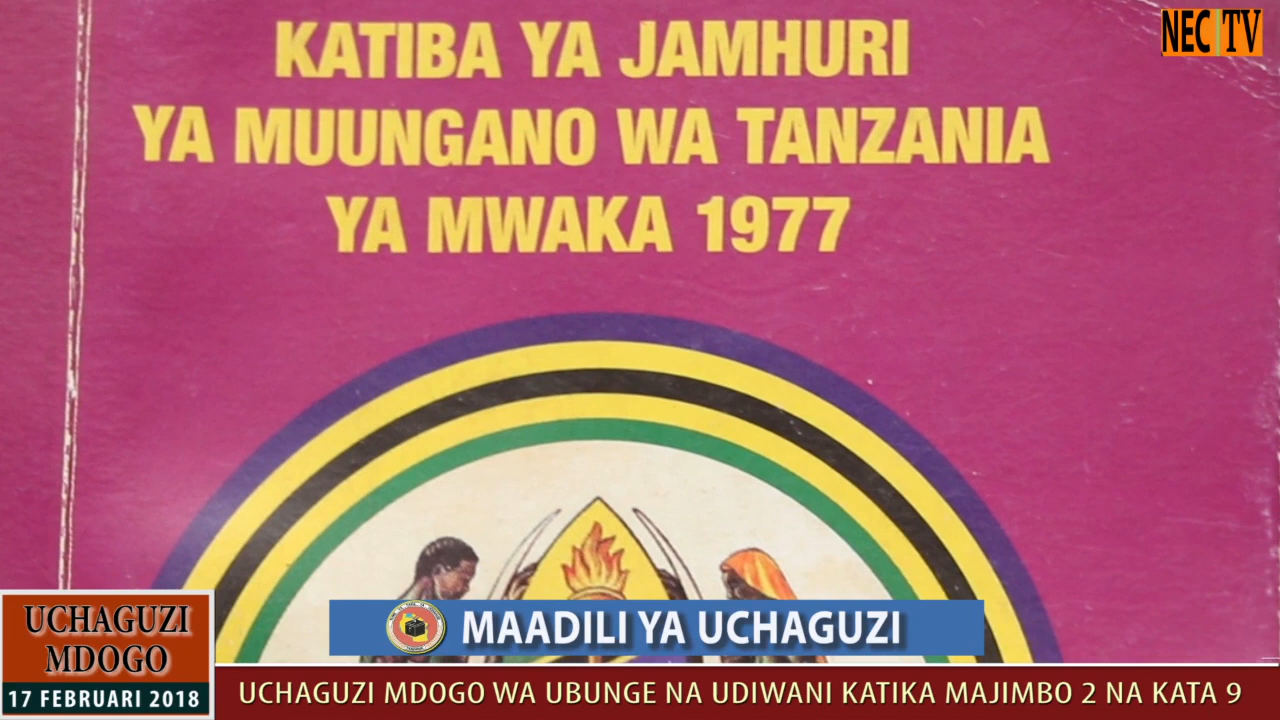 NEC TV
KATIBA YA JAMHURI
YA MUUNGANO WA TANZANIA
YA MWAKA 1977
MAADILI YA UCHAGUZI
UCHAGUZI
MDOGO
17 FEBRUARI 2018
UCHAGUZI MDOGO WA UBUNGE NA UDIWANI KATIKA MAJIMBO 2 NA KATA 9